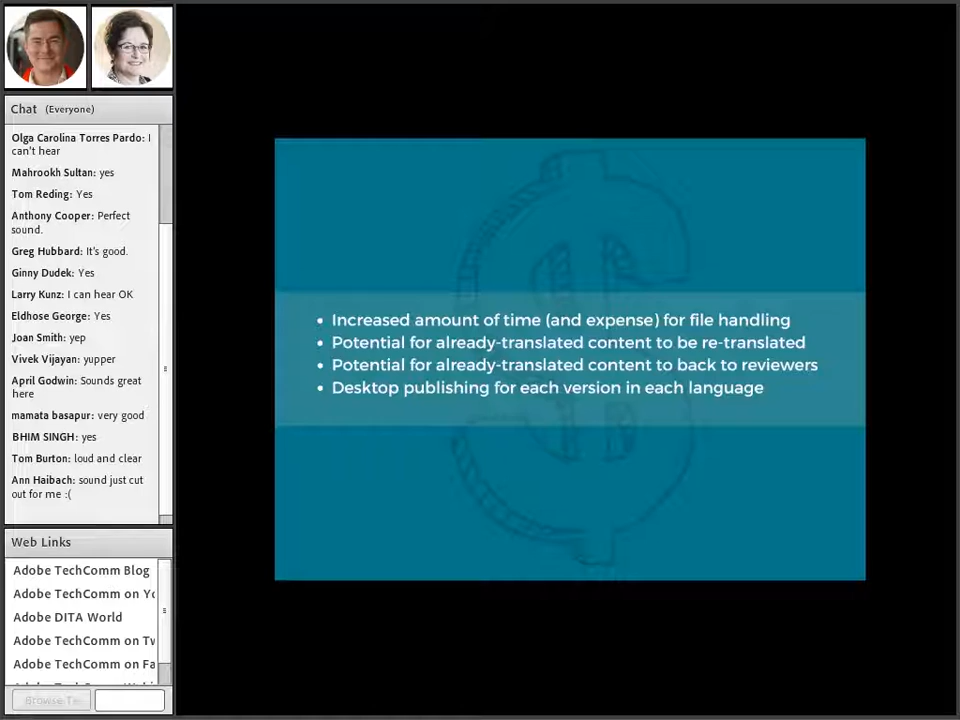 Chat (Everyone)
Olga Carolina Torres Pardo: I
can't hear
Mahrookh Sultan: yes
Tom Reding: Yes
Anthony Cooper: Perfect
sound.
Greg Hubbard: It's good.
Ginny Dudek: Yes
Larry Kunz: I can hear OK
Eldhose George: Yes
Joan Smith: yep
Vivek Vijayan: yupper
April Godwin: Sounds great
here
mamata basapur: very good
BHIM SINGH: yes
Tom Burton: loud and clear
Ann Haibach: sound just cut
out for me :(
Web Links
Adobe TechComm Blog
Adobe TechComm on Yo
Adobe DITA World
Adobe TechComm on Tw
Adobe TechComm on Fa
Browse To
• Increased amount of time (and expense) for file handling
• Potential for already-translated content to be re-translated
• Potential for already-translated content to back to reviewers
• Desktop publishing for each version in each language